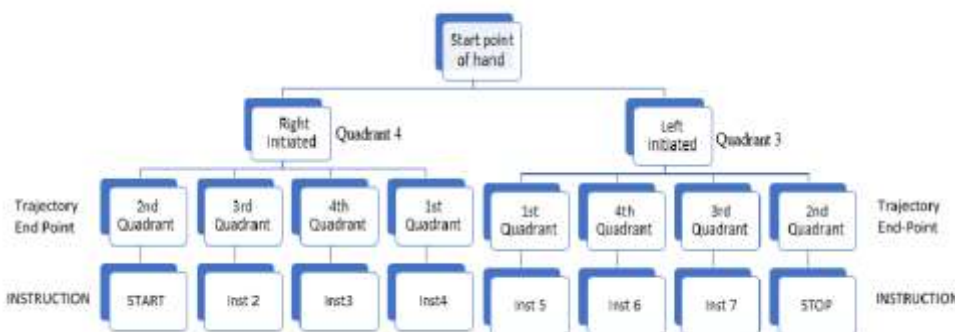 Start point
of hand
Right
initiated
Quadrant 4
Left
initiated
Quadrant 3
Trajectory
End Point
2nd
Quadrant
3rd
Quadrant
4th
Quadrant
1st
Quadrant
1st
Quadrant
4th
Quadrant
3rd
Quadrant
2nd
Quadrant
Trajectory
End-Point
INSTRUCTION
START
Inst 2
Inst3
Inst4
Inst 5
Inst 6
Inst 7
STOP
INSTRUCTION